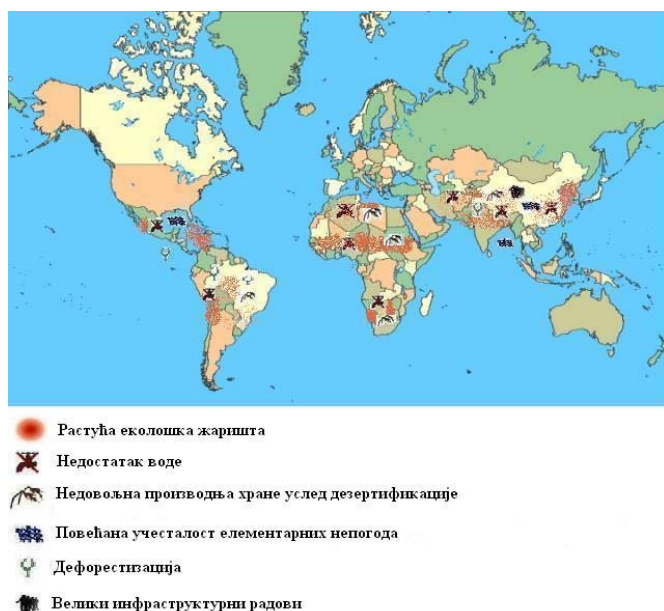 Растућа еколошка жаришта
Недостатак воде
Недовољна производња хране услед дезертификације
Повећана учесталост елементарних непогода
Дефорестизација
Велики инфраструктурни радови